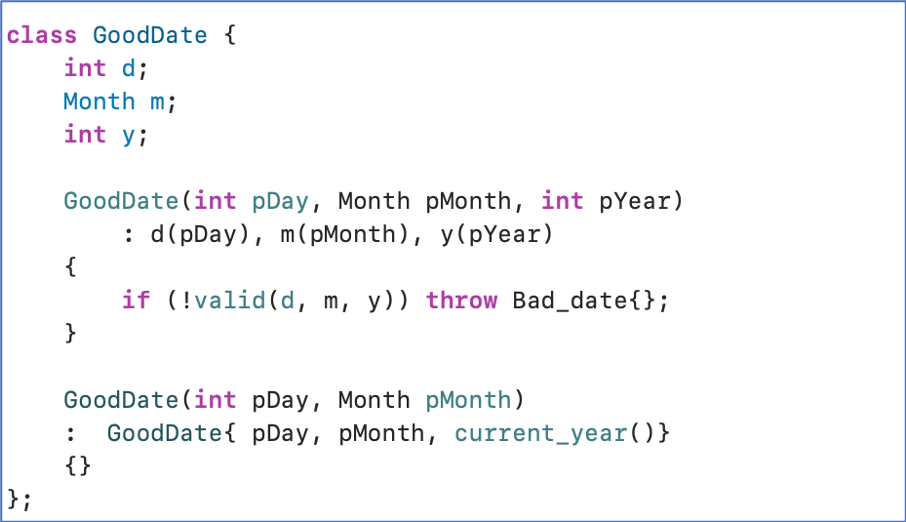 class GoodDate {
    int d;
    Month m;
    int y;

    GoodDate(int pDay, Month pMonth, int pYear)
        : d(pDay), m(pMonth), y(pYear)
    {
        if (!valid(d, m, y)) throw Bad_date{};
    }

    GoodDate(int pDay, Month pMonth)
    :  GoodDate{ pDay, pMonth, current_year()}
    {}
};